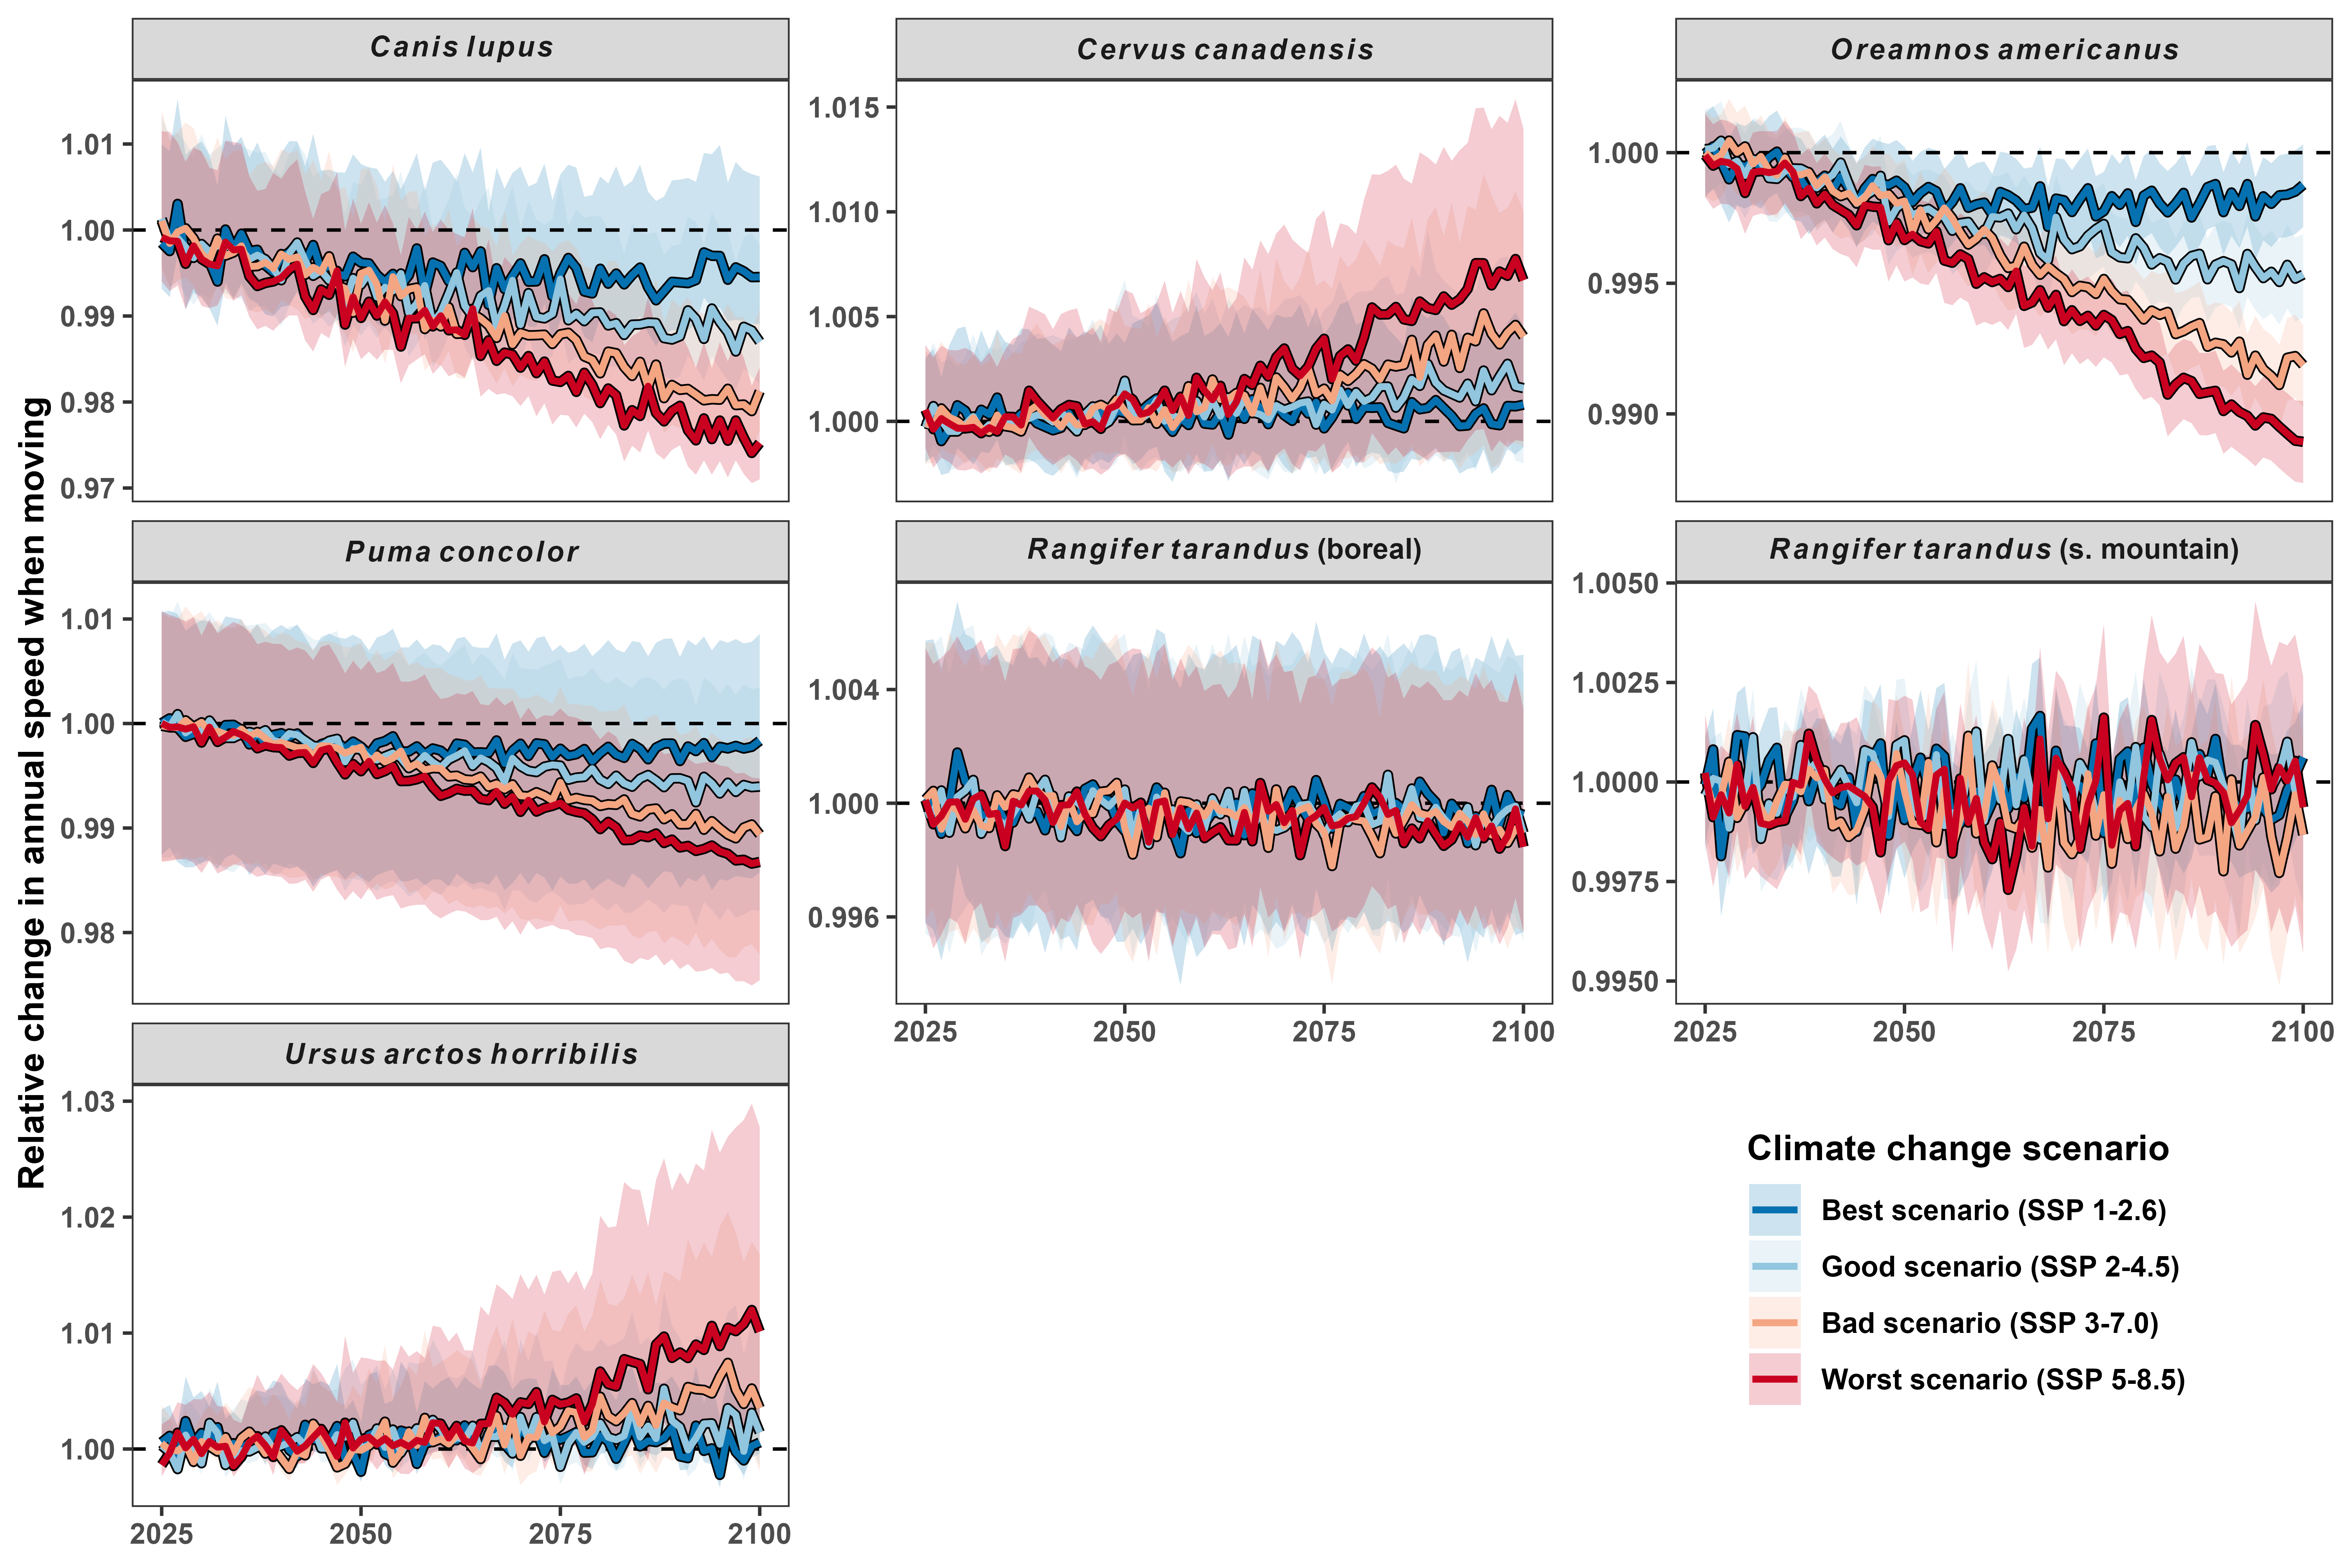 Relative change in annual speed when moving
Canis lupus
1.01
1.00
0.99
0.98
0.97
Cervus canadensis
1.015
1.010
1.005
1.000
Oreamnos americanus
1.000
0.995
0.990
Puma concolor
1.01
1.00
0.99
0.98
Rangifer tarandus (boreal)
1.004
1.000
0.996
2025 2050 2075 2100
Rangifer tarandus (s. mountain)
1.0050
1.0025
1.0000
0.9975
0.9950
2025 2050 2075 2100
Ursus arctos horribilis
1.03
1.02
1.01
1.00
2025 2050 2075 2100
Climate change scenario
Best scenario (SSP 1-2.6)
Good scenario (SSP 2-4.5)
Bad scenario (SSP 3-7.0)
Worst scenario (SSP 5-8.5)